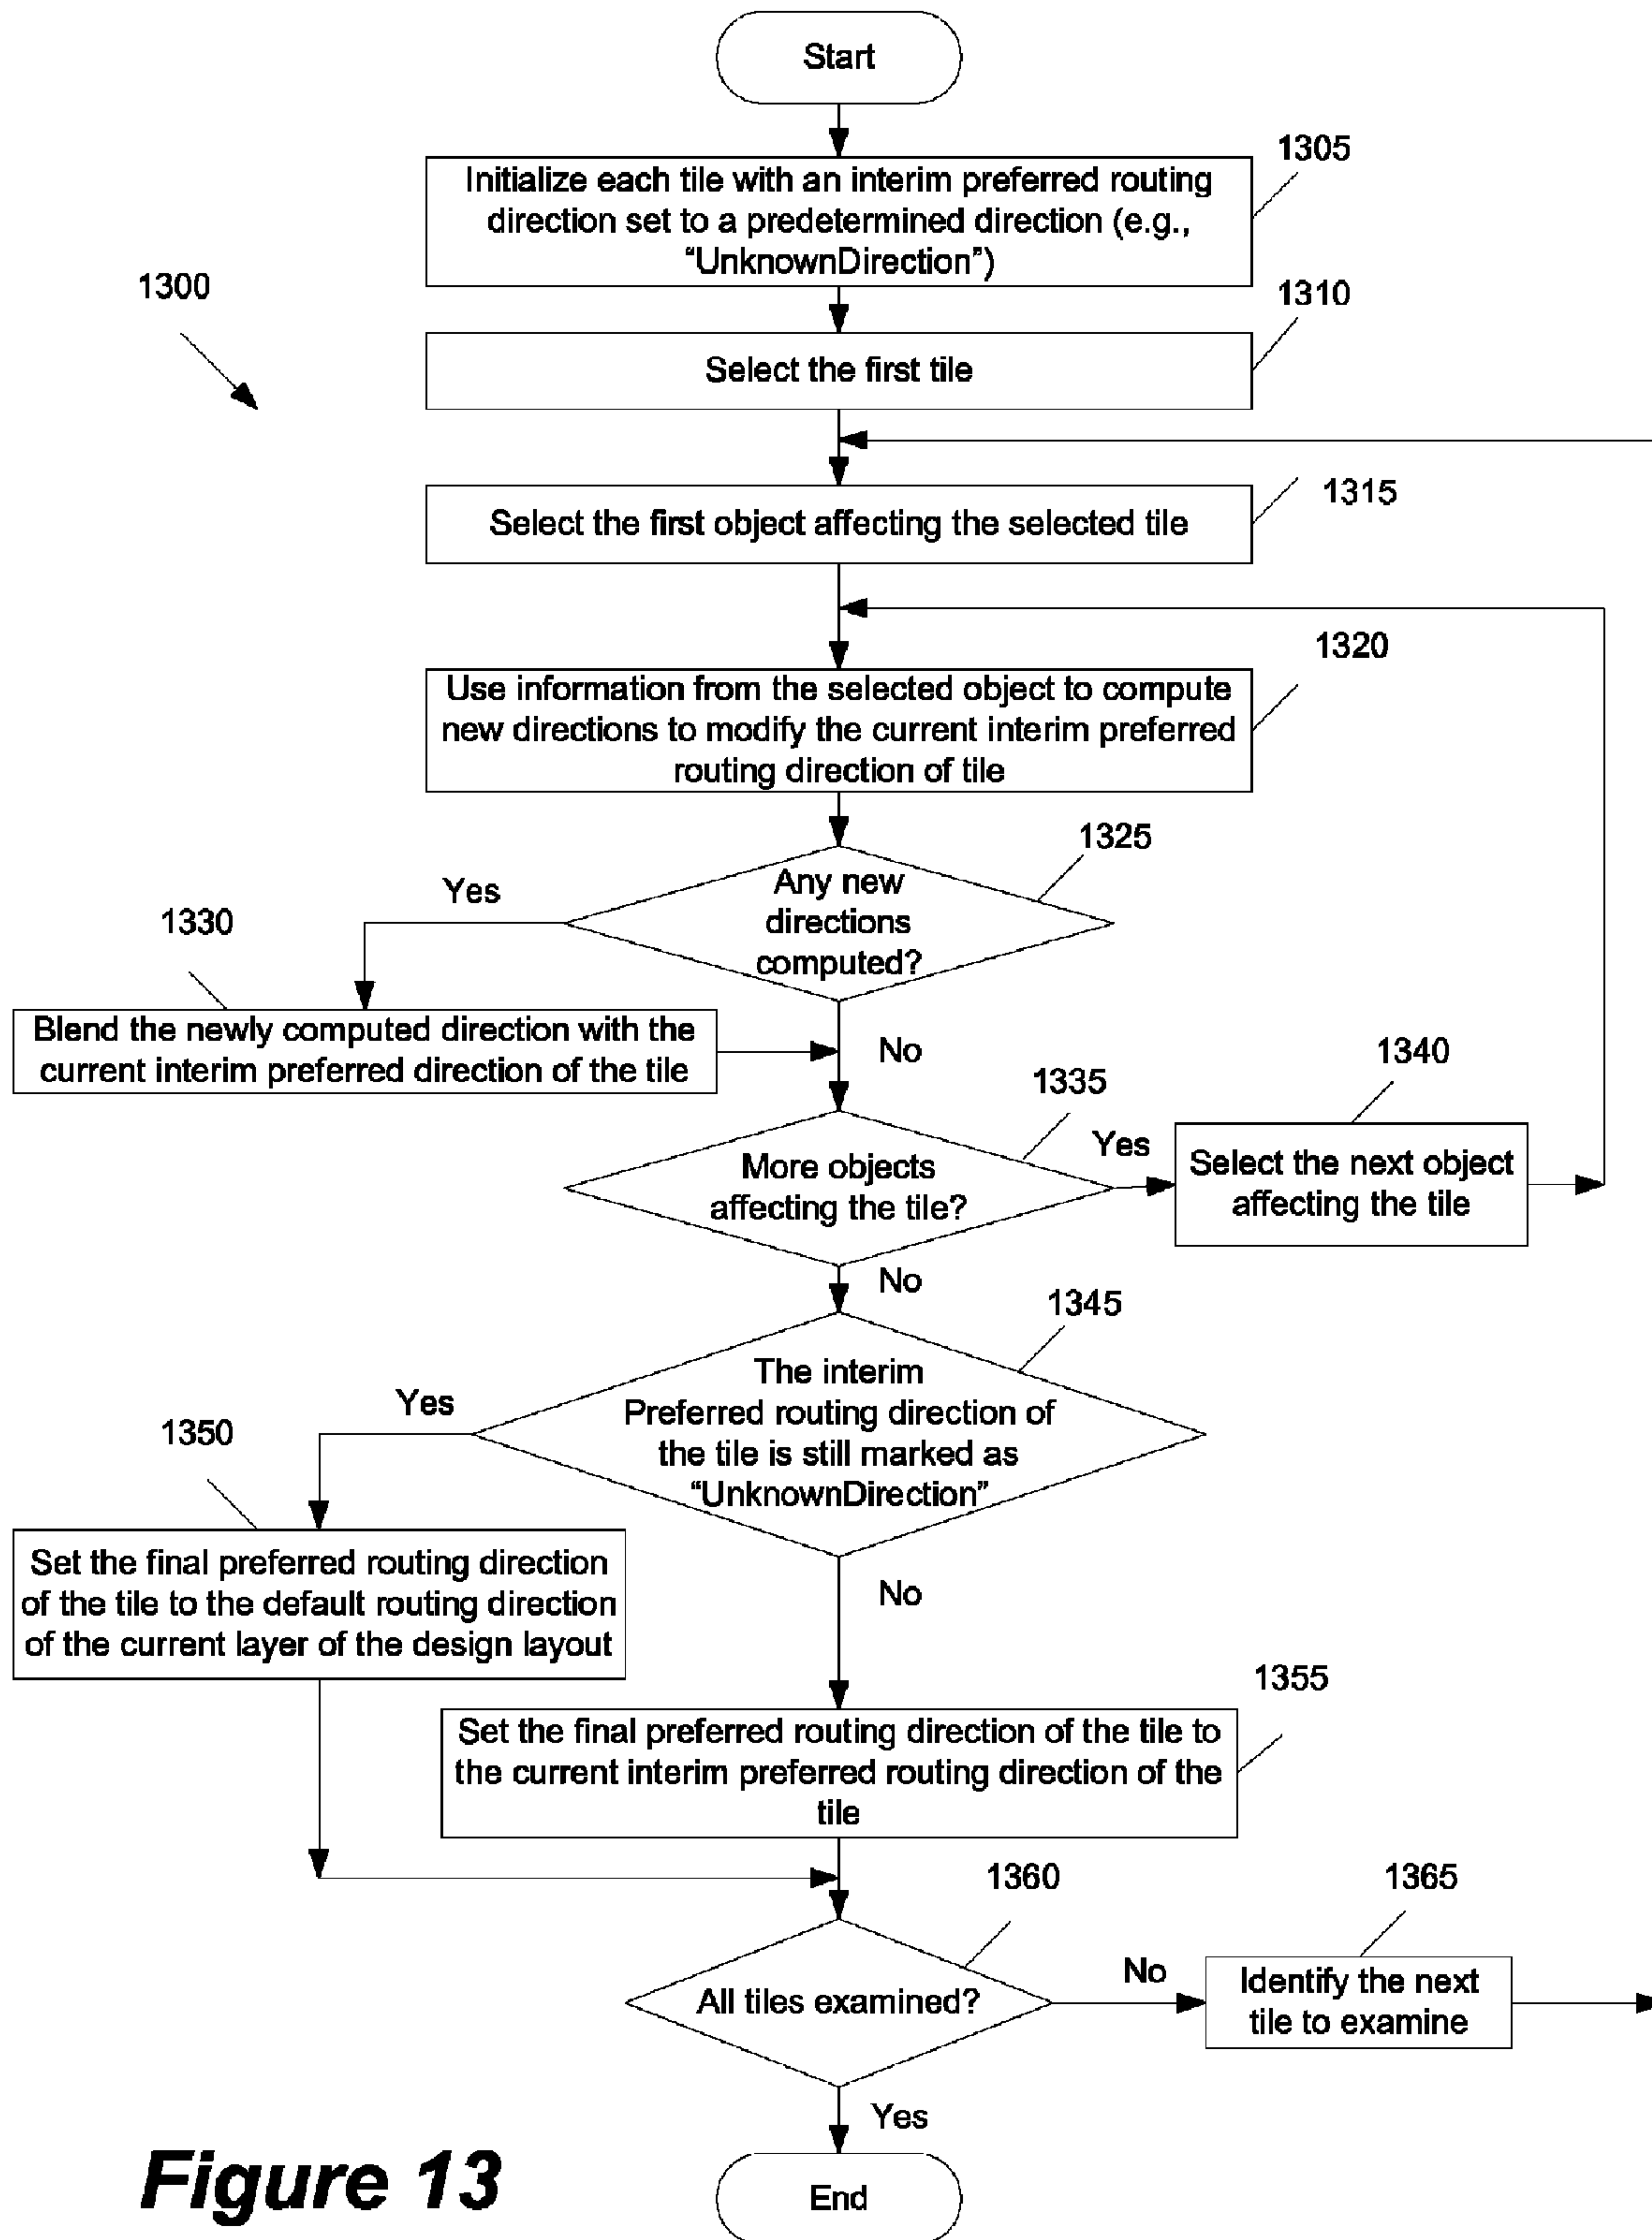 Start
1305
Initialize each tile with an interim preferred routing
direction set to a predetermined direction (e.g.,
“UnknownDirection”)
1300
1310
Select the first tile
1315
Select the first object affecting the selected tile
1320
Use information from the selected object to compute
new directions to modify the current interim preferred
routing direction of tile
1325
Any new
directions
computed?
Yes
1330
Blend the newly computed direction with the
current interim preferred direction of the tile
No
1335
1340
More objects
affecting the tile?
Yes
Select the next object
affecting the tile
No
1345
The interim
Preferred routing direction of
the tile is still marked as
“UnknownDirection”
Yes
1350
Set the final preferred routing direction
of the tile to the default routing direction
of the current layer of the design layout
No
1355
Set the final preferred routing direction of the tile to
the current interim preferred routing direction of the
tile
1360
1365
All tiles examined?
No
Identify the next
tile to examine
Yes
End
Figure 13